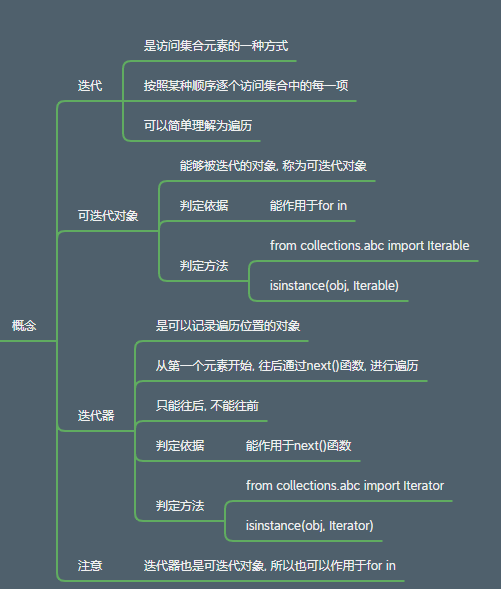 是访问集合元素的一种方式
迭代
按照某种顺序逐个访问集合中的每一项
可以简单理解为遍历
能够被迭代的对象, 称为可迭代对象
可迭代对象
判定依据
能作用于for in
判定方法
from collections.abc import Iterable
isinstance(obj, Iterable)
概念
是可以记录遍历位置的对象
从第一个元素开始, 往后通过next()函数, 进行遍历
迭代器
只能往后, 不能往前
判定依据
能作用于next()函数
判定方法
from collections.abc import Iterator
isinstance(obj, Iterator)
注意
迭代器也是可迭代对象, 所以也可以作用于for in